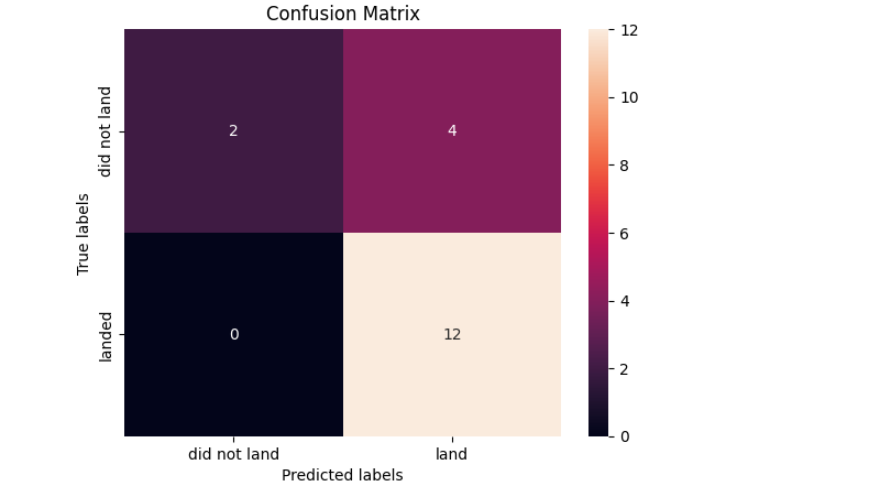 Confusion Matrix
12
10
8
6
4
2
0
True labels
did not land
landed
2
4
0
12
did not land
land
Predicted labels